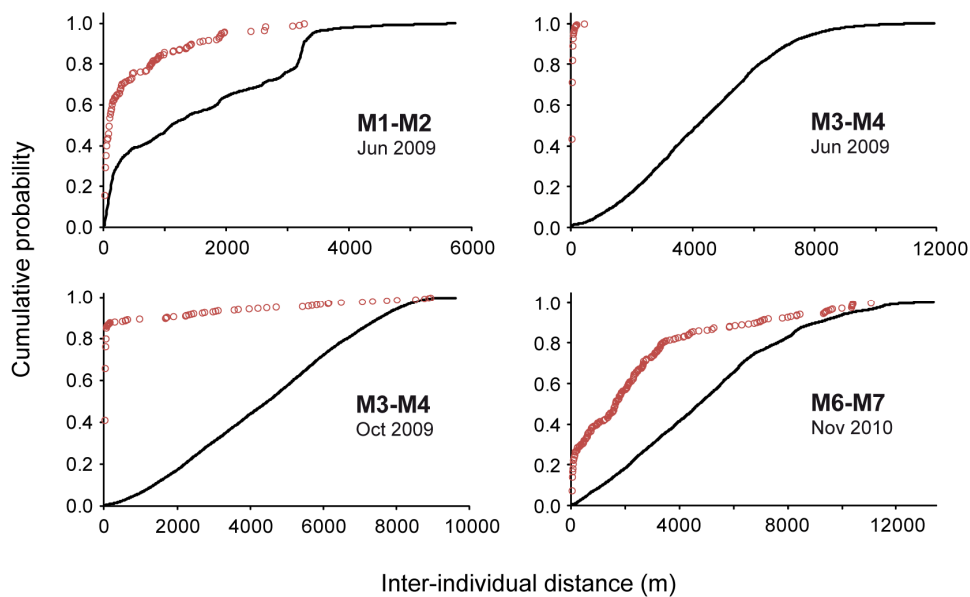 Cumulative probability
1.0
0.8
0.6
0.4
0.2
0.0
M1-M2
Jun 2009
0 2000 4000 6000
1.0
0.8
0.6
0.4
0.2
0.0
M3-M4
Jun 2009
0 4000 8000 12000
1.0
0.8
0.6
0.4
0.2
0.0
M3-M4
Oct 2009
0 2000 4000 6000 8000 10000
1.0
0.8
0.6
0.4
0.2
0.0
M6-M7
Nov 2010
0 4000 8000 12000
Inter-individual distance (m)